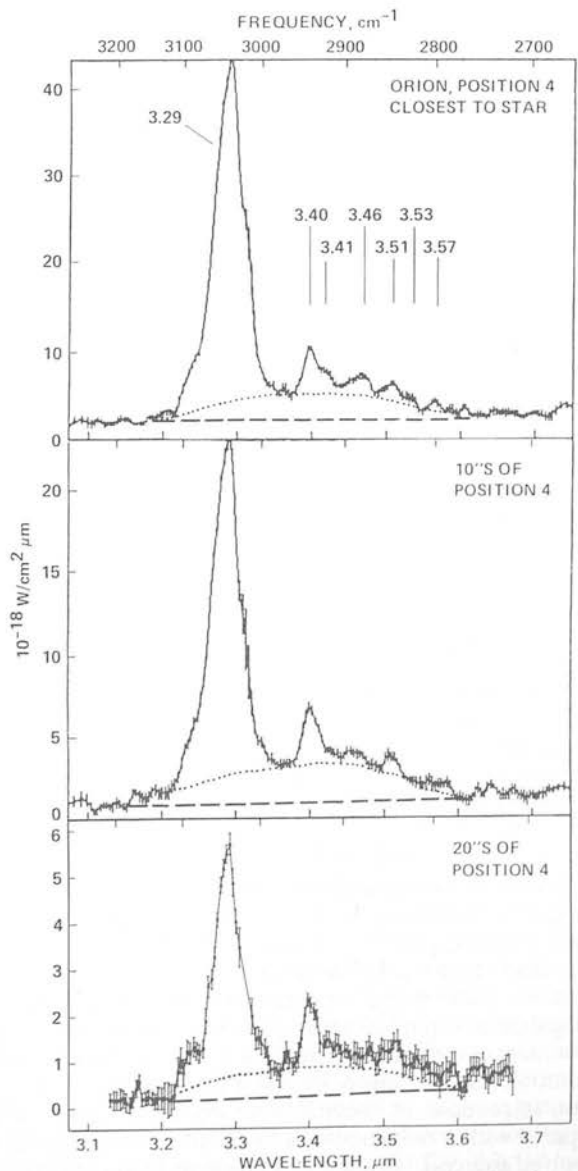 FREQUENCY, cm⁻¹
3200 3100 3000 2900 2800 2700
ORION, POSITION 4
CLOSEST TO STAR
3.29
3.40 3.46 3.53
3.41 3.51 3.57
40
30
20
10
0
10''S OF
POSITION 4
20
15
10
5
0
10⁻¹⁸ W/cm² μm
20''S OF
POSITION 4
6
5
4
3
2
1
0
3.1 3.2 3.3 3.4 3.5 3.6 3.7
WAVELENGTH, μm